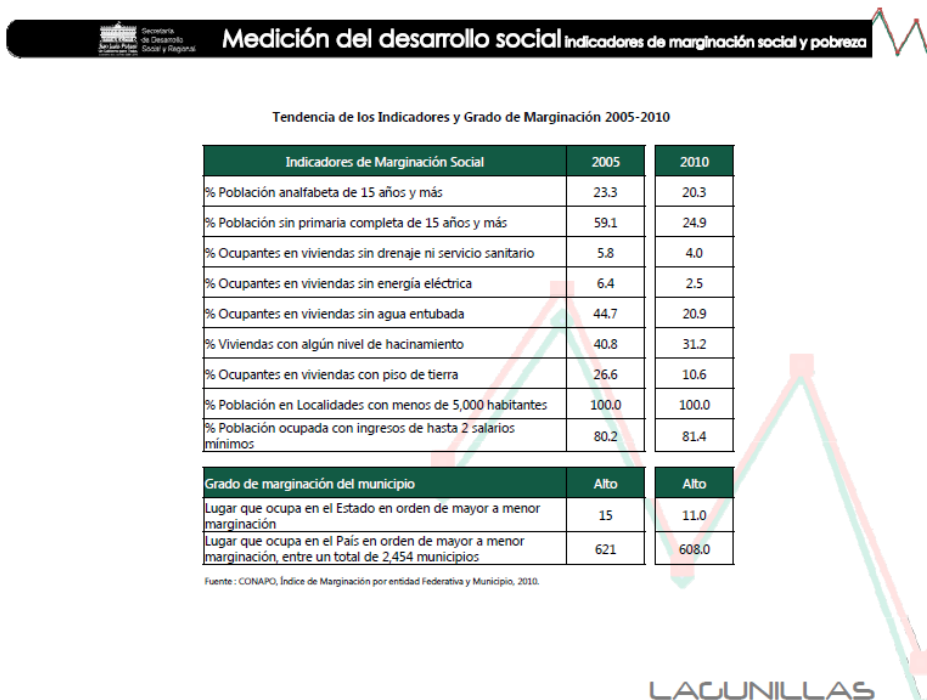 San Luis Potosí
Secretaría
de Desarrollo
Social y Regional
Medición del desarrollo social indicadores de marginación social y pobreza
Tendencia de los Indicadores y Grado de Marginación 2005-2010
Indicadores de Marginación Social 2005 2010
% Población analfabeta de 15 años y más 23.3 20.3
% Población sin primaria completa de 15 años y más 59.1 24.9
% Ocupantes en viviendas sin drenaje ni servicio sanitario 5.8 4.0
% Ocupantes en viviendas sin energía eléctrica 6.4 2.5
% Ocupantes en viviendas sin agua entubada 44.7 20.9
% Viviendas con algún nivel de hacinamiento 40.8 31.2
% Ocupantes en viviendas con piso de tierra 26.6 10.6
% Población en Localidades con menos de 5,000 habitantes 100.0 100.0
% Población ocupada con ingresos de hasta 2 salarios
mínimos 80.2 81.4
Grado de marginación del municipio Alto Alto
Lugar que ocupa en el Estado en orden de mayor a menor
marginación 15 11.0
Lugar que ocupa en el País en orden de mayor a menor
marginación, entre un total de 2,454 municipios 621 608.0
Fuente : CONAPO, Índice de Marginación por entidad Federativa y Municipio, 2010.
LAGUNILLAS